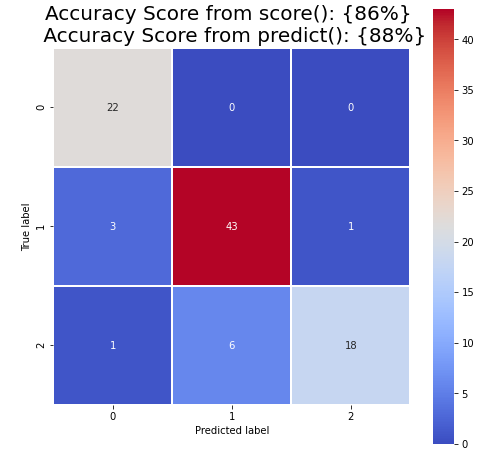 Accuracy Score from score(): {86%}
Accuracy Score from predict(): {88%}
0 22 0 0
1 3 43 1
2 1 6 18
0 1 2
True label
Predicted label
40
35
30
25
20
15
10
5
0